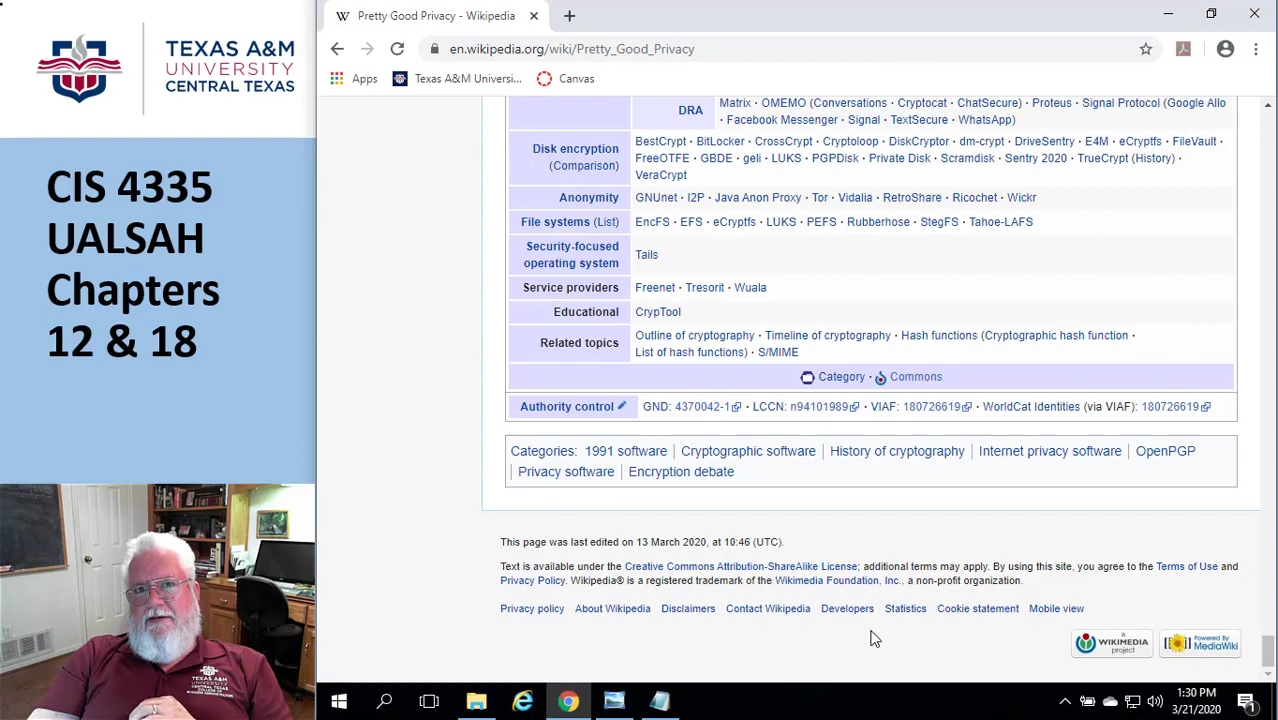 TEXAS A&M
UNIVERSITY
CENTRAL TEXAS
CIS 4335
UALSAH
Chapters
12 & 18
TEXAS A&M
UNIVERSITY
CENTRAL TEXAS
Pretty Good Privacy - Wikipedia
en.wikipedia.org/wiki/Pretty_Good_Privacy
Apps Texas A&M Universi... Canvas
DRA
Matrix · OMEMO (Conversations · Cryptocat · ChatSecure) · Proteus · Signal Protocol (Google Allo
· Facebook Messenger · Signal · TextSecure · WhatsApp)
Disk encryption
(Comparison)
BestCrypt · BitLocker · CrossCrypt · Cryptoloop · DiskCryptor · dm-crypt · DriveSentry · E4M · eCryptfs · FileVault ·
FreeOTFE · GBDE · geli · LUKS · PGPDisk · Private Disk · Scramdisk · Sentry 2020 · TrueCrypt (History) ·
VeraCrypt
Anonymity GNUnet · I2P · Java Anon Proxy · Tor · Vidalia · RetroShare · Ricochet · Wickr
File systems (List) EncFS · EFS · eCryptfs · LUKS · PEFS · Rubberhose · StegFS · Tahoe-LAFS
Security-focused
operating system
Tails
Service providers Freenet · Tresorit · Wuala
Educational CrypTool
Related topics
Outline of cryptography · Timeline of cryptography · Hash functions (Cryptographic hash function ·
List of hash functions) · S/MIME
Category · Commons
Authority control GND: 4370042-1 · LCCN: n94101989 · VIAF: 180726619 · WorldCat Identities (via VIAF): 180726619
Categories: 1991 software | Cryptographic software | History of cryptography | Internet privacy software | OpenPGP
| Privacy software | Encryption debate
This page was last edited on 13 March 2020, at 10:46 (UTC).
Text is available under the Creative Commons Attribution-ShareAlike License; additional terms may apply. By using this site, you agree to the Terms of Use and
Privacy Policy. Wikipedia® is a registered trademark of the Wikimedia Foundation, Inc., a non-profit organization.
Privacy policy About Wikipedia Disclaimers Contact Wikipedia Developers Statistics Cookie statement Mobile view
a
WIKIMEDIA
project
Powered By
MediaWiki
1:30 PM
3/21/2020
1